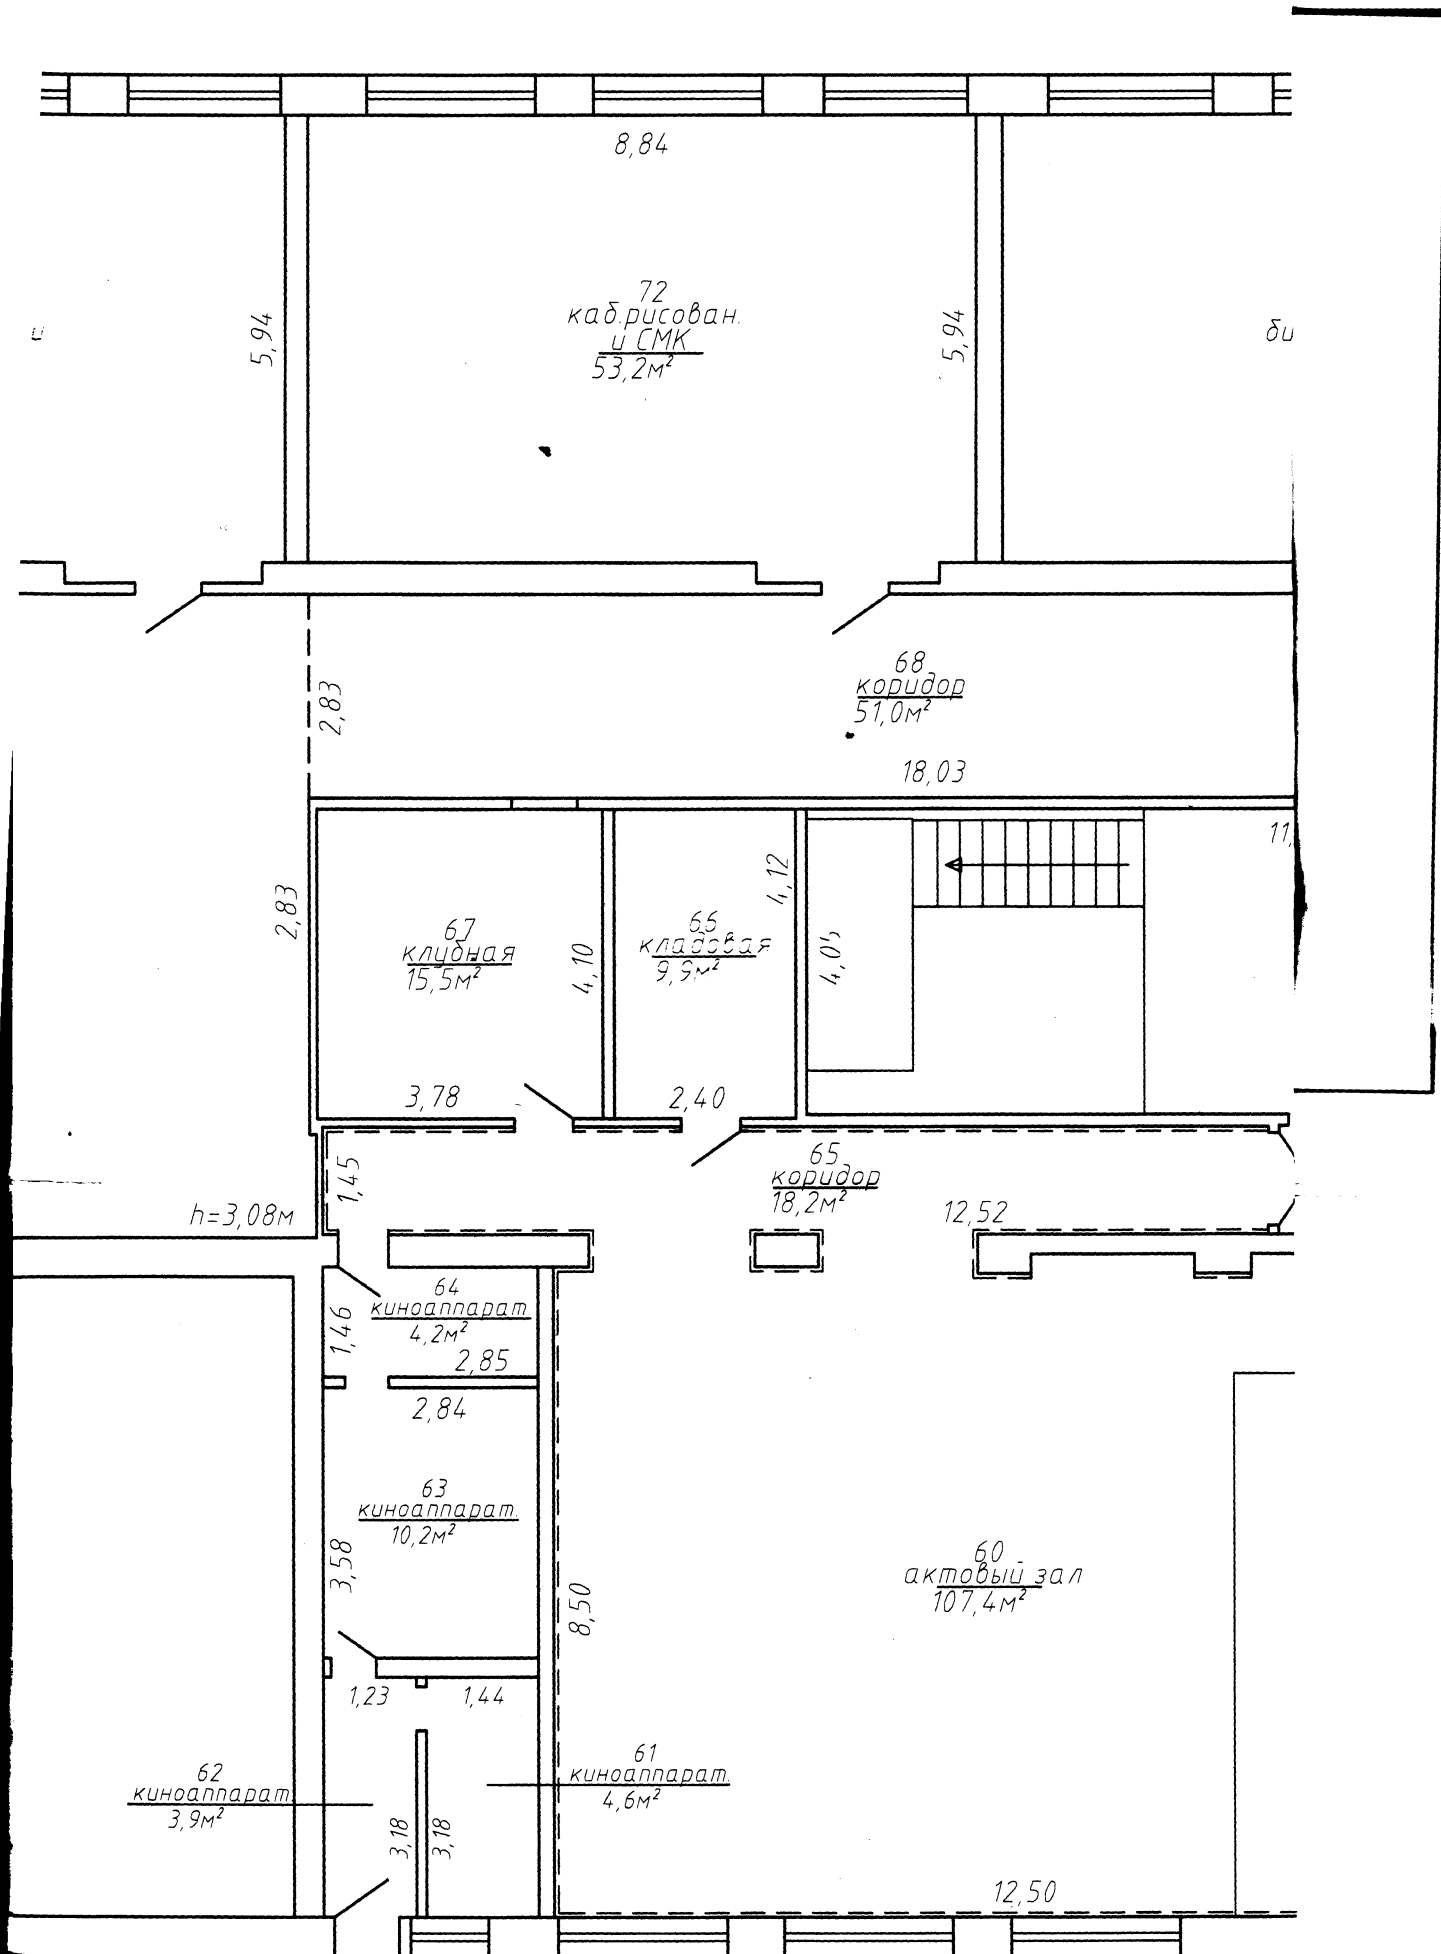 8,84
72
каб.рисован.
и СМК
53,2м²
5,94
5,94
и
би
68
коридор
51,0м²
2,83
18,03
11,
2,83
67
клубная
15,5м²
4,10
3,78
66
кладовая
9,9м²
4,12
2,40
4,05
65
коридор
18,2м²
1,45
12,52
h=3,08м
64
киноаппарат.
4,2м²
1,46
2,85
2,84
63
киноаппарат.
10,2м²
3,58
8,50
60
актовый зал
107,4м²
1,23
1,44
62
киноаппарат.
3,9м²
61
киноаппарат.
4,6м²
3,18
3,18
12,50